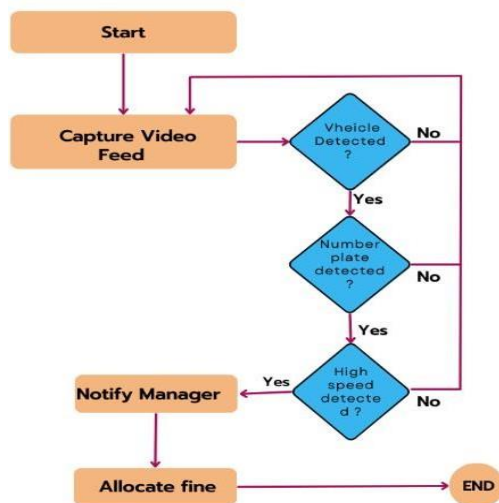 Start
Capture Video
Feed
Vheicle
Detected
?
No
Yes
Number
plate
detected
?
No
Yes
High
speed
detecte
d ?
Yes
No
Notify Manager
Allocate fine
END